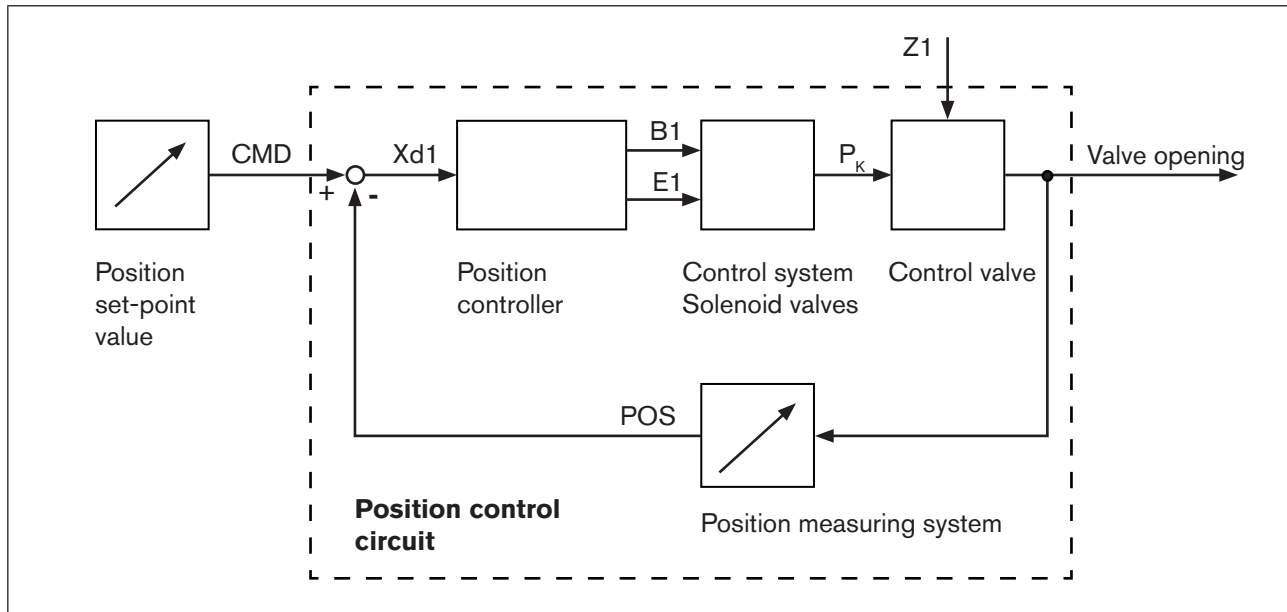 Z1
CMD
+
-
Xd1
B1
E1
P_K
Valve opening
Position
set-point
value
Position
controller
Control system
Solenoid valves
Control valve
POS
Position measuring system
Position control
circuit